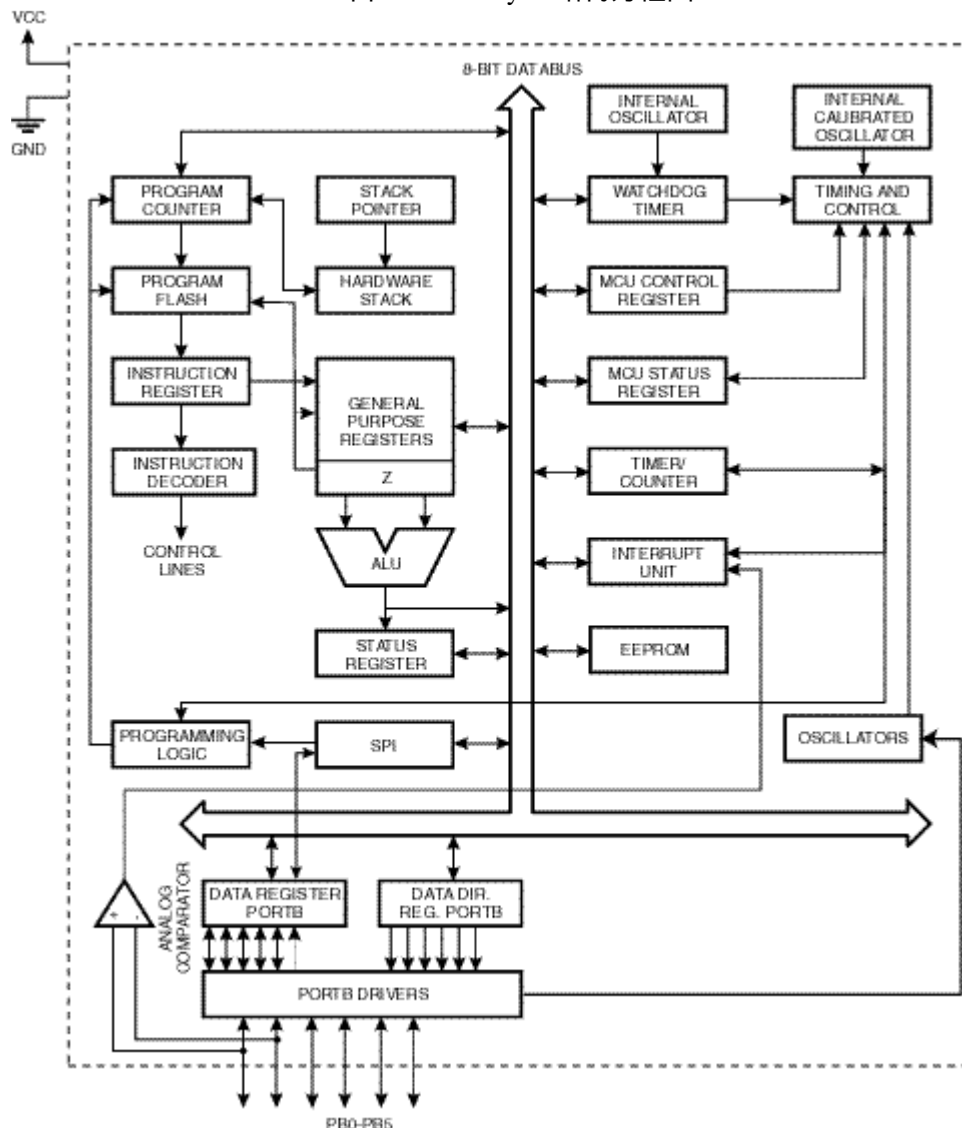 VCC
GND
8-BIT DATABUS
INTERNAL
OSCILLATOR
INTERNAL
CALIBRATED
OSCILLATOR
PROGRAM
COUNTER
STACK
POINTER
WATCHDOG
TIMER
TIMING AND
CONTROL
PROGRAM
FLASH
HARDWARE
STACK
MCU CONTROL
REGISTER
INSTRUCTION
REGISTER
GENERAL
PURPOSE
REGISTERS
MCU STATUS
REGISTER
INSTRUCTION
DECODER
Z
TIMER/
COUNTER
CONTROL
LINES
ALU
INTERRUPT
UNIT
STATUS
REGISTER
EEPROM
PROGRAMMING
LOGIC
SPI
OSCILLATORS
ANALOG
COMPARATOR
+ -
DATA REGISTER
PORTB
DATA DIR.
REG. PORTB
PORTB DRIVERS
PB0-PB5